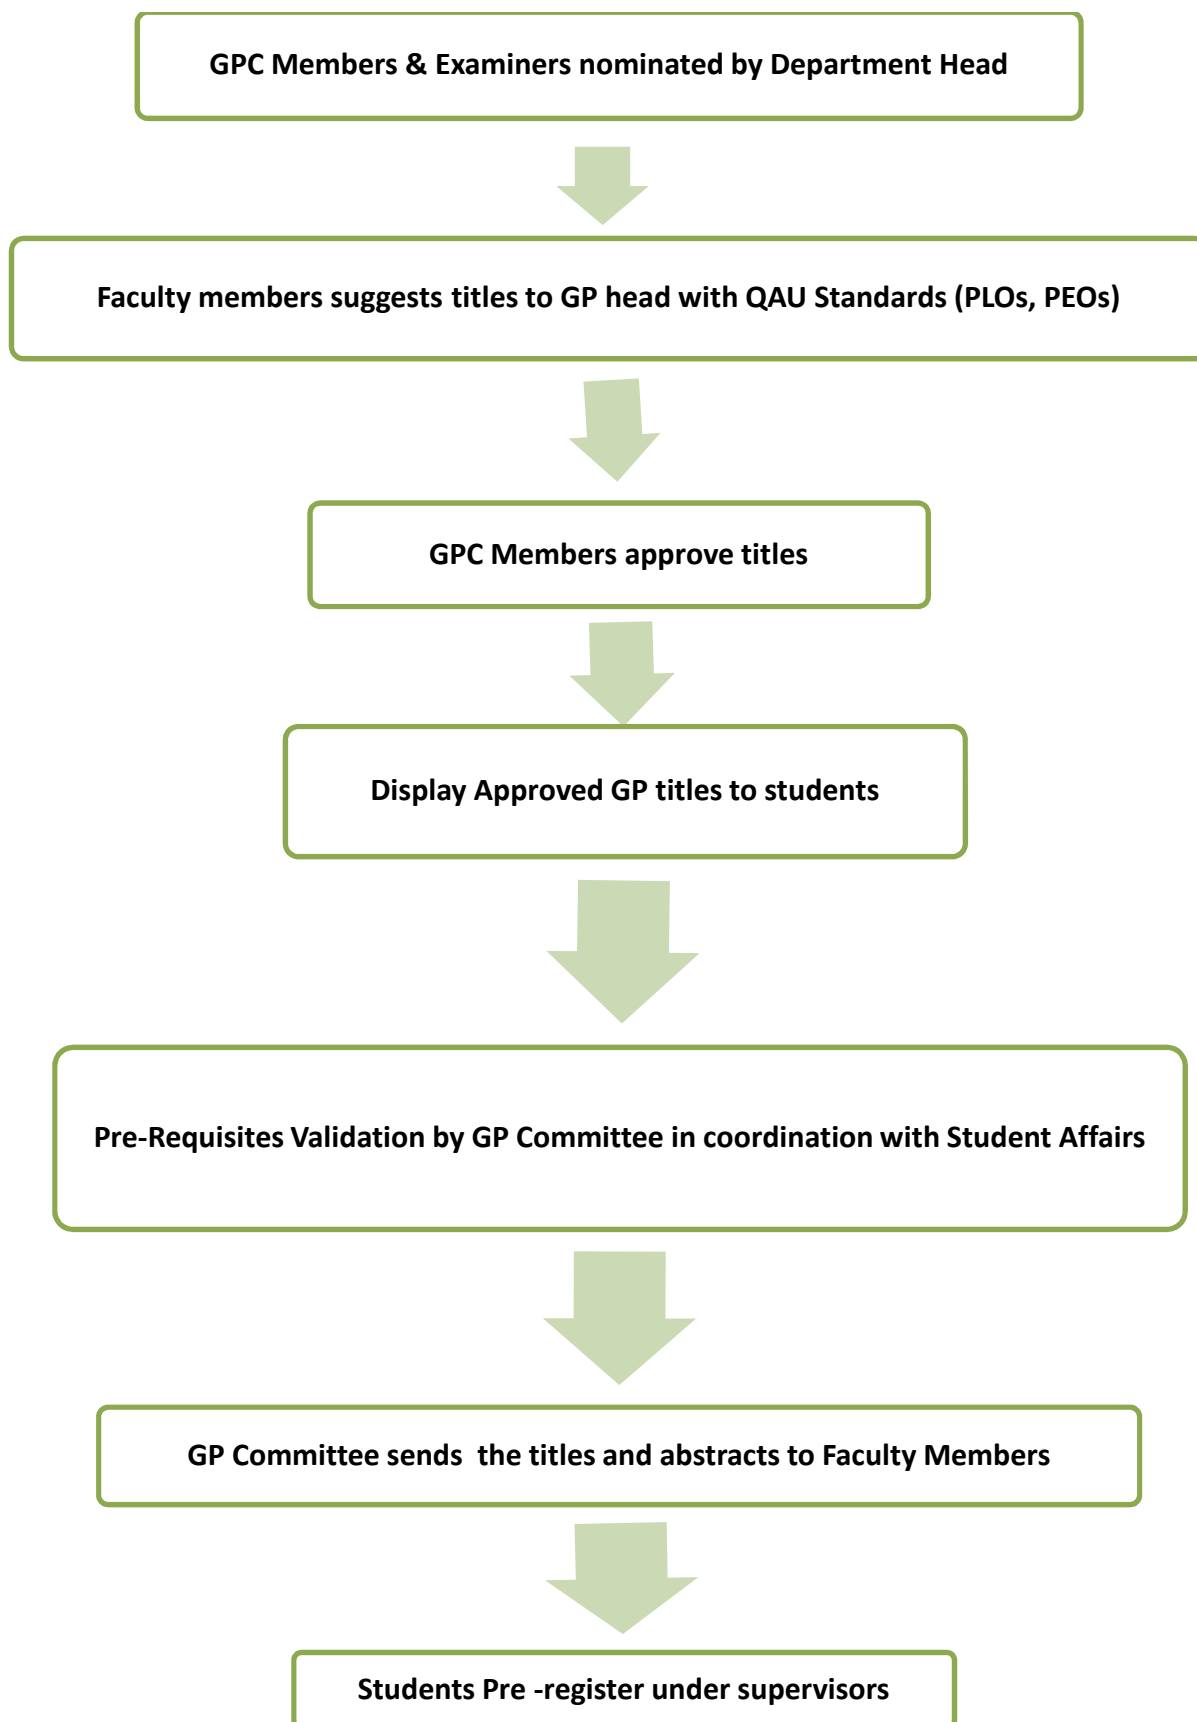 GPC Members & Examiners nominated by Department Head
Faculty members suggests titles to GP head with QAU Standards (PLOs, PEOs)
GPC Members approve titles
Display Approved GP titles to students
Pre-Requisites Validation by GP Committee in coordination with Student Affairs
GP Committee sends  the titles and abstracts to Faculty Members
Students Pre -register under supervisors